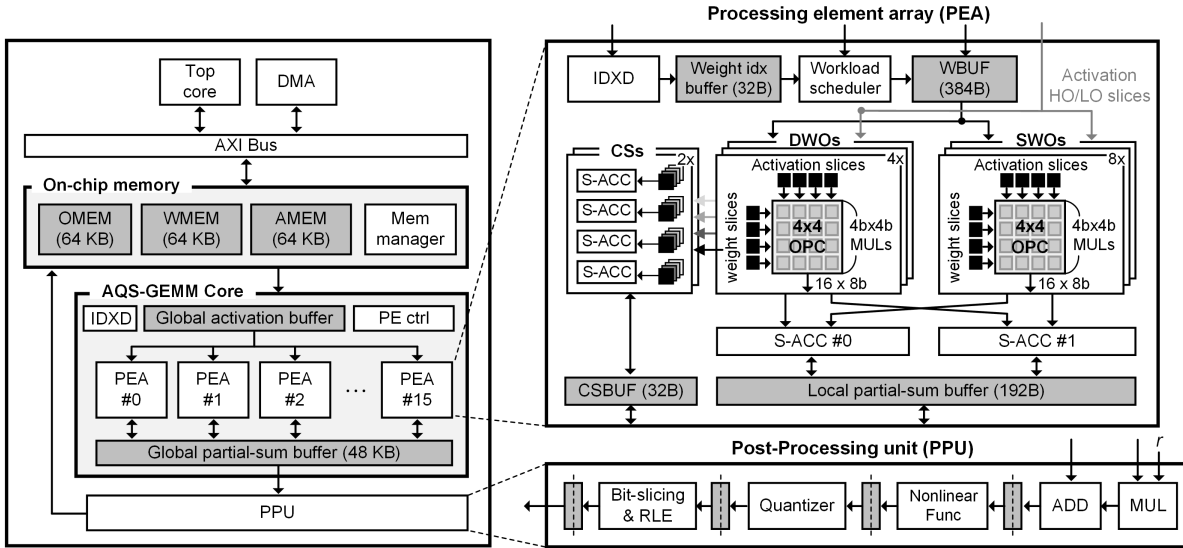 Processing element array (PEA)
Top
core
DMA
AXI Bus
On-chip memory
OMEM
(64 KB)
WMEM
(64 KB)
AMEM
(64 KB)
Mem
manager
AQS-GEMM Core
IDXD
Global activation buffer
PE ctrl
PEA
#0
PEA
#1
PEA
#2
...
PEA
#15
Global partial-sum buffer (48 KB)
PPU
IDXD
Weight idx
buffer (32B)
Workload
scheduler
WBUF
(384B)
Activation
HO/LO slices
CSs
2x
S-ACC
S-ACC
S-ACC
S-ACC
DWOs
4x
Activation slices
weight slices
4x4
OPC
4bx4b
MULs
16 x 8b
SWOs
8x
Activation slices
weight slices
4x4
OPC
4bx4b
MULs
16 x 8b
S-ACC #0
S-ACC #1
CSBUF (32B)
Local partial-sum buffer (192B)
Post-Processing unit (PPU)
r
Bit-slicing
& RLE
Quantizer
Nonlinear
Func
ADD
MUL